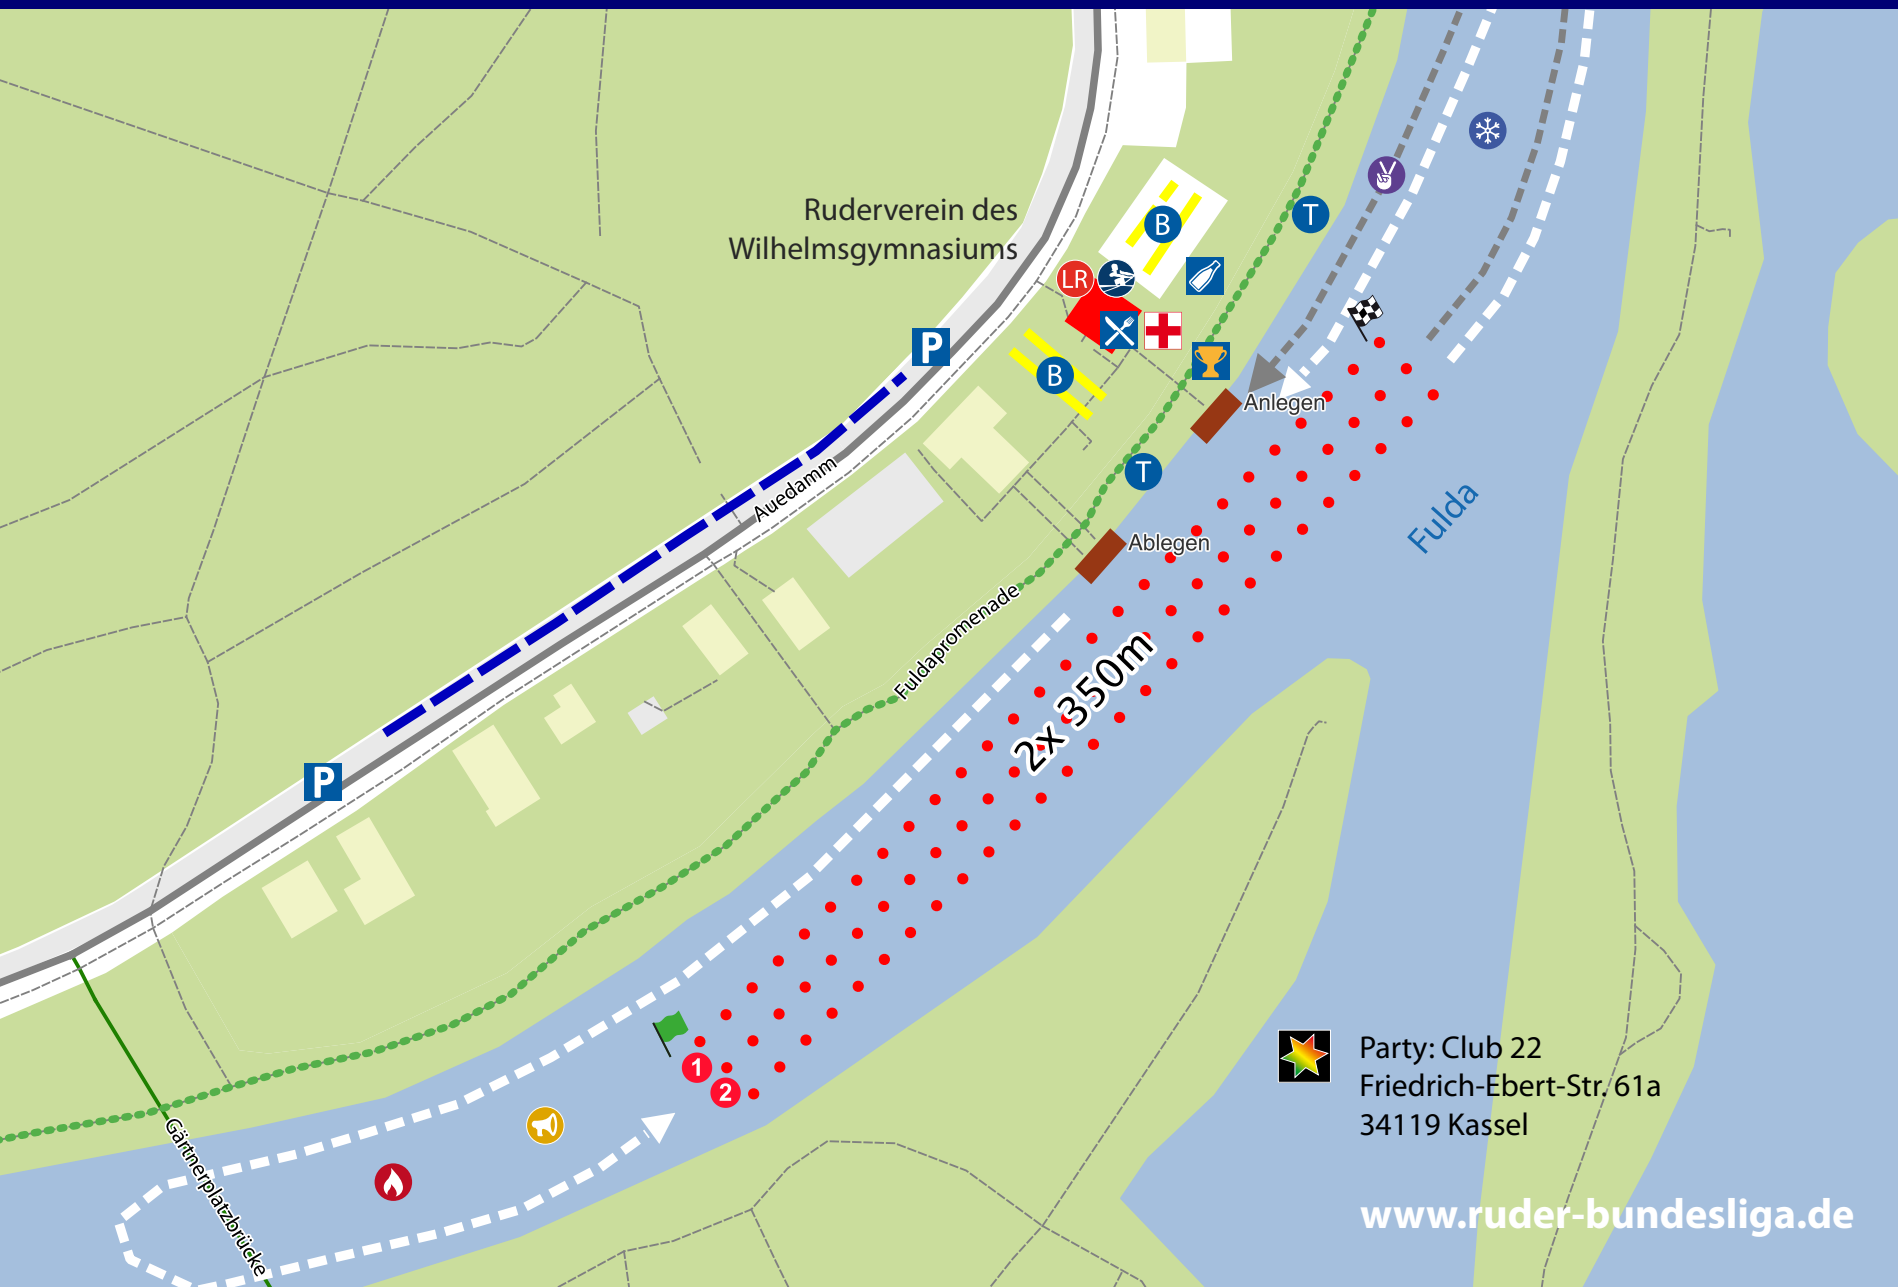 Ruderverein des
Wilhelmsgymnasiums
B
T
LR
P
B
Anlegen
Auedamm
T
Ablegen
Fulda
Fuldapromenade
2x 350m
P
1
2
Party: Club 22
Friedrich-Ebert-Str. 61a
34119 Kassel
Gärtnerplatzbrücke
www.ruder-bundesliga.de